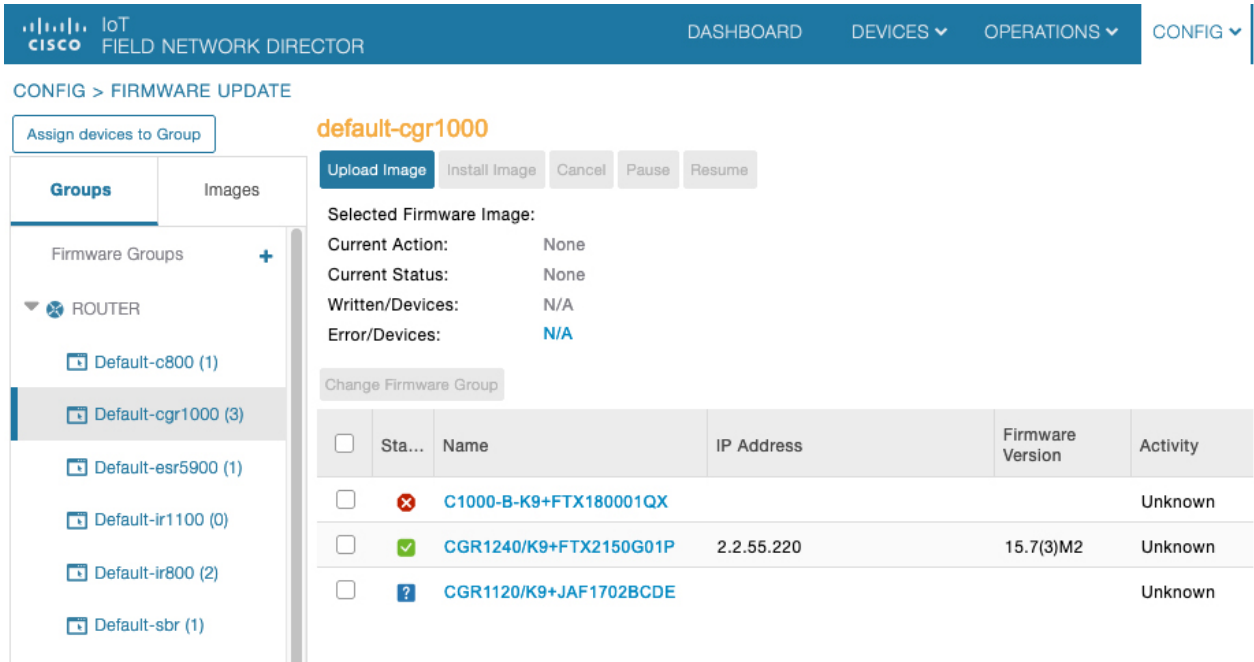 IoT
CISCO FIELD NETWORK DIRECTOR
DASHBOARD DEVICES OPERATIONS CONFIG
CONFIG > FIRMWARE UPDATE
Assign devices to Group
Groups Images
Firmware Groups +
ROUTER
Default-c800 (1)
Default-cgr1000 (3)
Default-esr5900 (1)
Default-ir1100 (0)
Default-ir800 (2)
Default-sbr (1)
default-cgr1000
Upload Image Install Image Cancel Pause Resume
Selected Firmware Image:
Current Action: None
Current Status: None
Written/Devices: N/A
Error/Devices: N/A
Change Firmware Group
Sta... Name IP Address Firmware Version Activity
C1000-B-K9+FTX180001QX Unknown
CGR1240/K9+FTX2150G01P 2.2.55.220 15.7(3)M2 Unknown
? CGR1120/K9+JAF1702BCDE Unknown